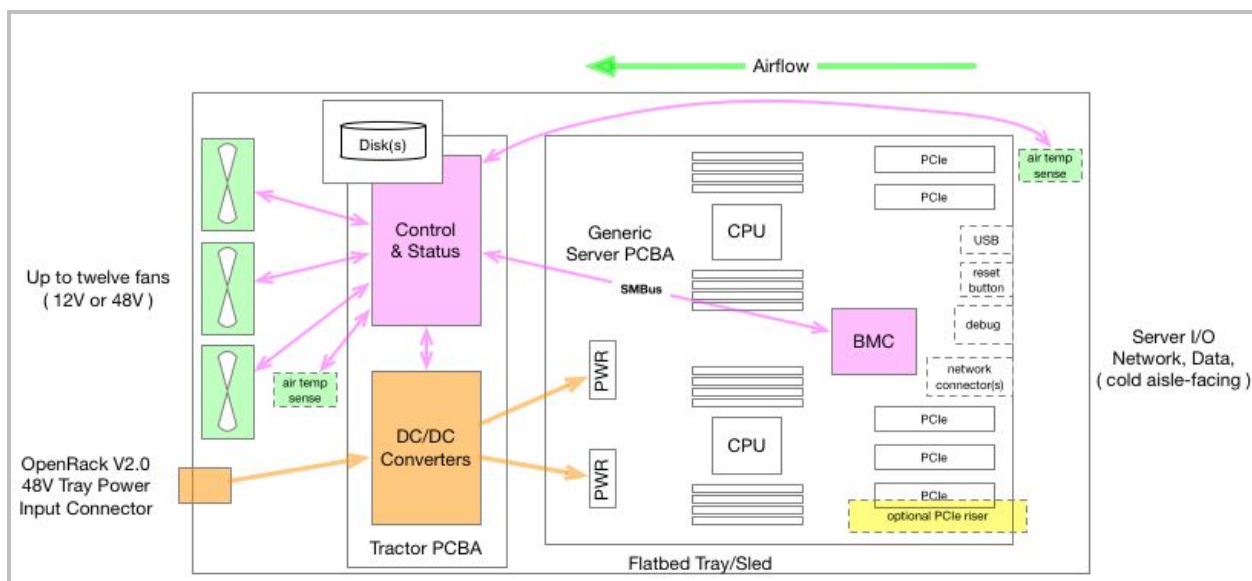 Airflow
Disk(s)
Control
& Status
Up to twelve fans
( 12V or 48V )
air temp
sense
DC/DC
Converters
OpenRack V2.0
48V Tray Power
Input Connector
Tractor PCBA
Generic
Server PCBA
SMBus
PWR
PWR
CPU
CPU
BMC
PCIe
PCIe
air temp
sense
USB
reset
button
debug
network
connector(s)
PCIe
PCIe
PCIe
optional PCIe riser
Server I/O
Network, Data,
( cold aisle-facing )
Flatbed Tray/Sled